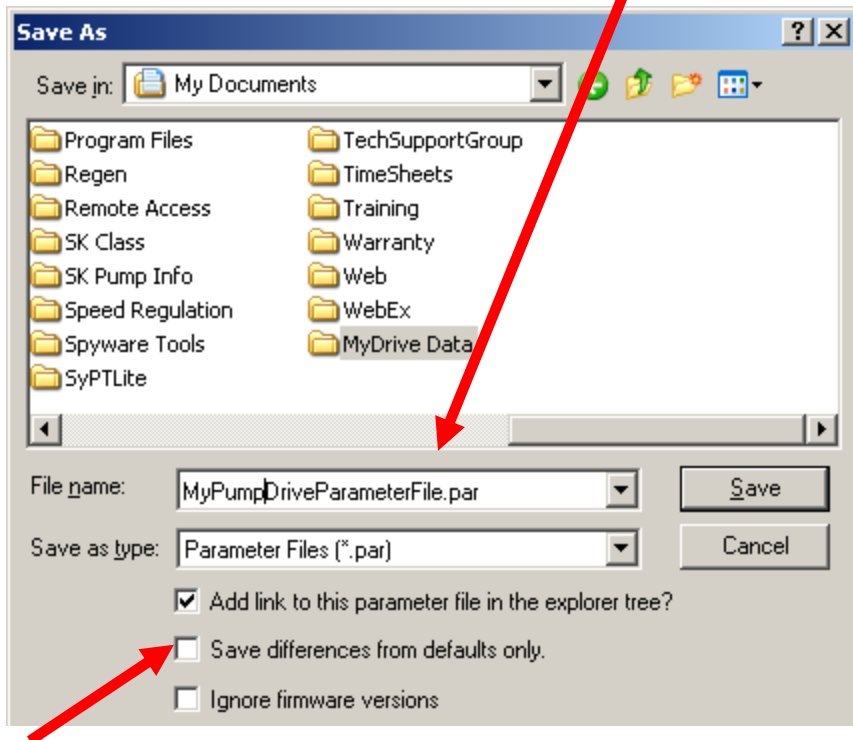 Save As
Save in: My Documents
Program Files TechSupportGroup
Regen TimeSheets
Remote Access Training
SK Class Warranty
SK Pump Info Web
Speed Regulation WebEx
Spyware Tools MyDrive Data
SyPTLite
File name: MyPumpDriveParameterFile.par Save
Save as type: Parameter Files (*.par) Cancel
Add link to this parameter file in the explorer tree?
Save differences from defaults only.
Ignore firmware versions